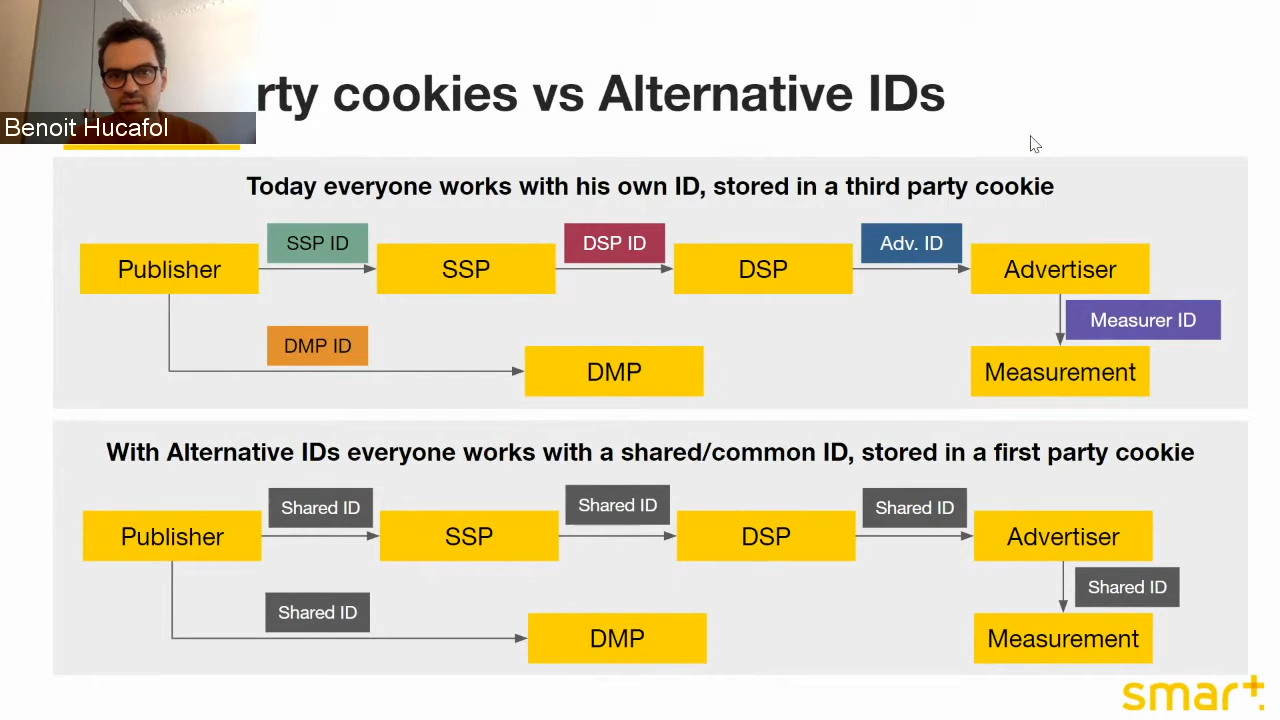 rty cookies vs Alternative IDs
Benoit Hucafol
Today everyone works with his own ID, stored in a third party cookie
SSP ID
DSP ID
Adv. ID
Publisher
SSP
DSP
Advertiser
Measurer ID
DMP ID
DMP
Measurement
With Alternative IDs everyone works with a shared/common ID, stored in a first party cookie
Shared ID
Shared ID
Shared ID
Publisher
SSP
DSP
Advertiser
Shared ID
Shared ID
DMP
Measurement
smart